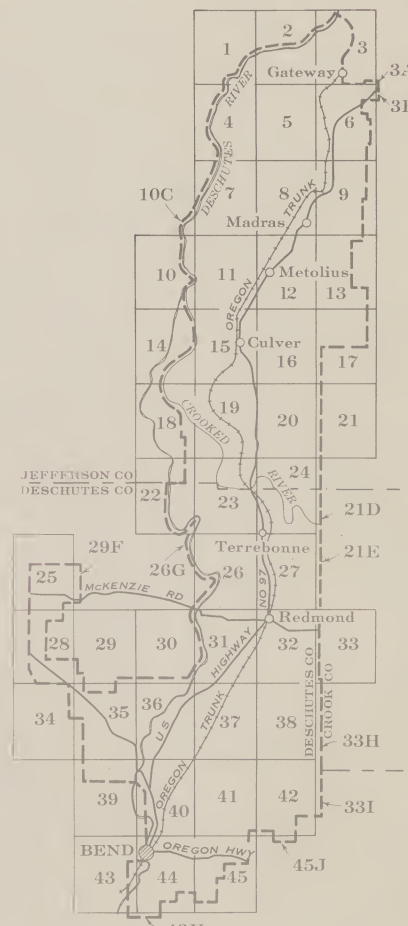 2
1
3
Gateway
3A
3B
RIVER
4
5
6
DESCHUTES
7
8
9
10C
TRUNK
Madras
10
11
OREGON
Metolius
12
13
14
15
Culver
16
17
18
19
20
21
CROOKED
24
JEFFERSON CO
DESCHUTES CO
22
23
RIVER
21D
Terrebonne
29F
21E
25
26G
26
27
McKENZIE RD
NO 97
Redmond
28
29
30
31
32
33
HIGHWAY
34
35
36
U S
TRUNK
37
38
DESCHUTES CO
CROOK CO
33H
39
OREGON
40
41
42
33I
BEND
OREGON HWY
45J
43
44
45